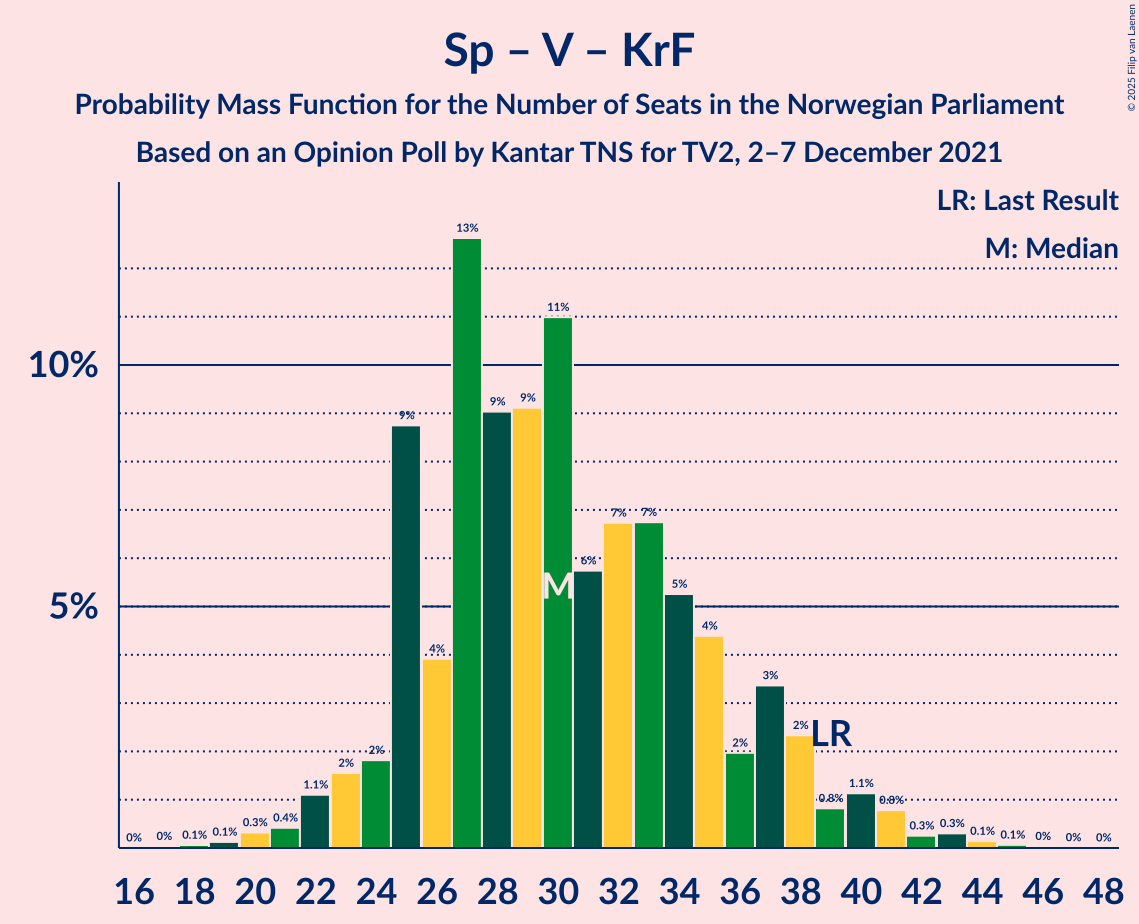 © 2025 Filip van Laenen
Sp – V – KrF
Probability Mass Function for the Number of Seats in the Norwegian Parliament
Based on an Opinion Poll by Kantar TNS for TV2, 2–7 December 2021
LR: Last Result
M: Median
10%
5%
0% 0% 0.1% 0.1% 0.3% 0.4% 1.1% 2% 2% 9% 4% 13% 9% 9% 11% 6% 7% 7% 5% 4% 2% 3% 2% 0.8% 1.1% 0.8% 0.3% 0.3% 0.1% 0.1% 0% 0% 0%
M
LR
16 18 20 22 24 26 28 30 32 34 36 38 40 42 44 46 48